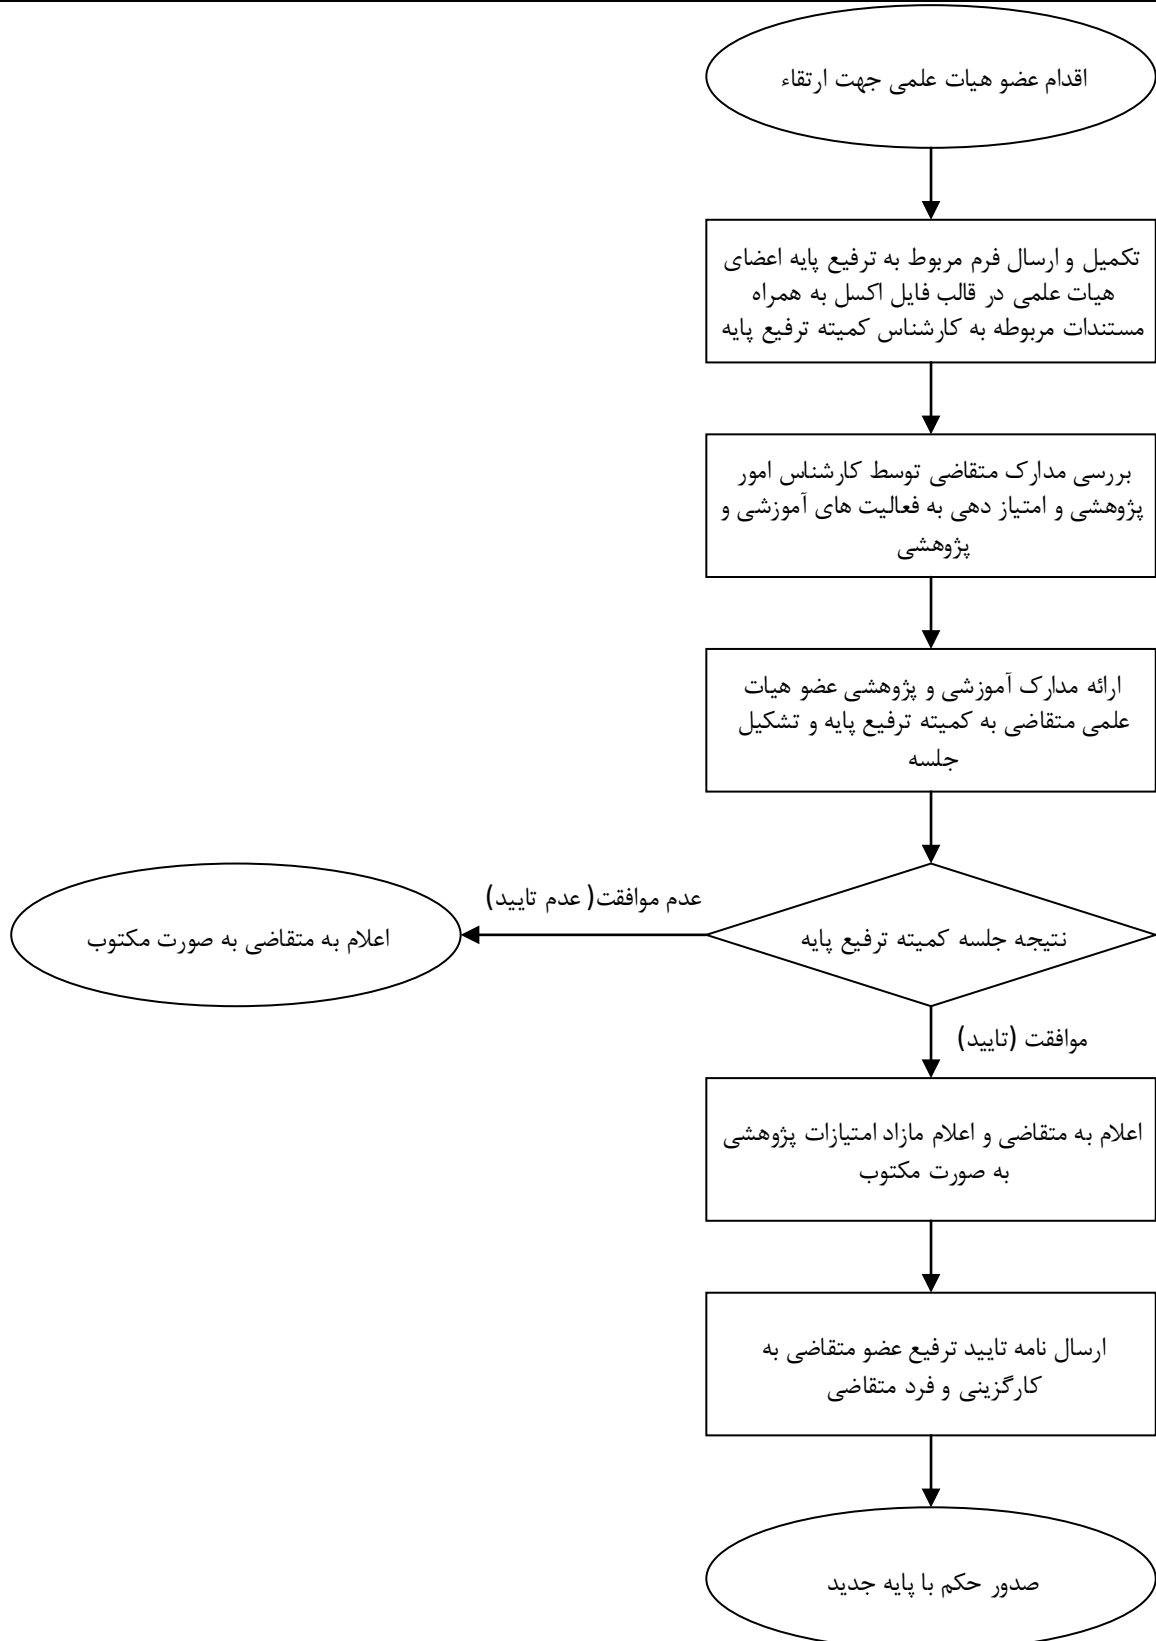 اقدام عضو هیات علمی جهت ارتقاء
تکمیل و ارسال فرم مربوط به ترفیع پایه اعضای
هیات علمی در قالب فایل اکسل به همراه
مستندات مربوطه به کارشناس کمیته ترفیع پایه
بررسی مدارک متقاضی توسط کارشناس امور
پژوهشی و امتیاز دهی به فعالیت های آموزشی و
پژوهشی
ارائه مدارک آموزشی و پژوهشی عضو هیات
علمی متقاضی به کمیته ترفیع پایه و تشکیل
جلسه
نتیجه جلسه کمیته ترفیع پایه
عدم موافقت( عدم تایید)
اعلام به متقاضی به صورت مکتوب
موافقت (تایید)
اعلام به متقاضی و اعلام مازاد امتیازات پژوهشی
به صورت مکتوب
ارسال نامه تایید ترفیع عضو متقاضی به
کارگزینی و فرد متقاضی
صدور حکم با پایه جدید